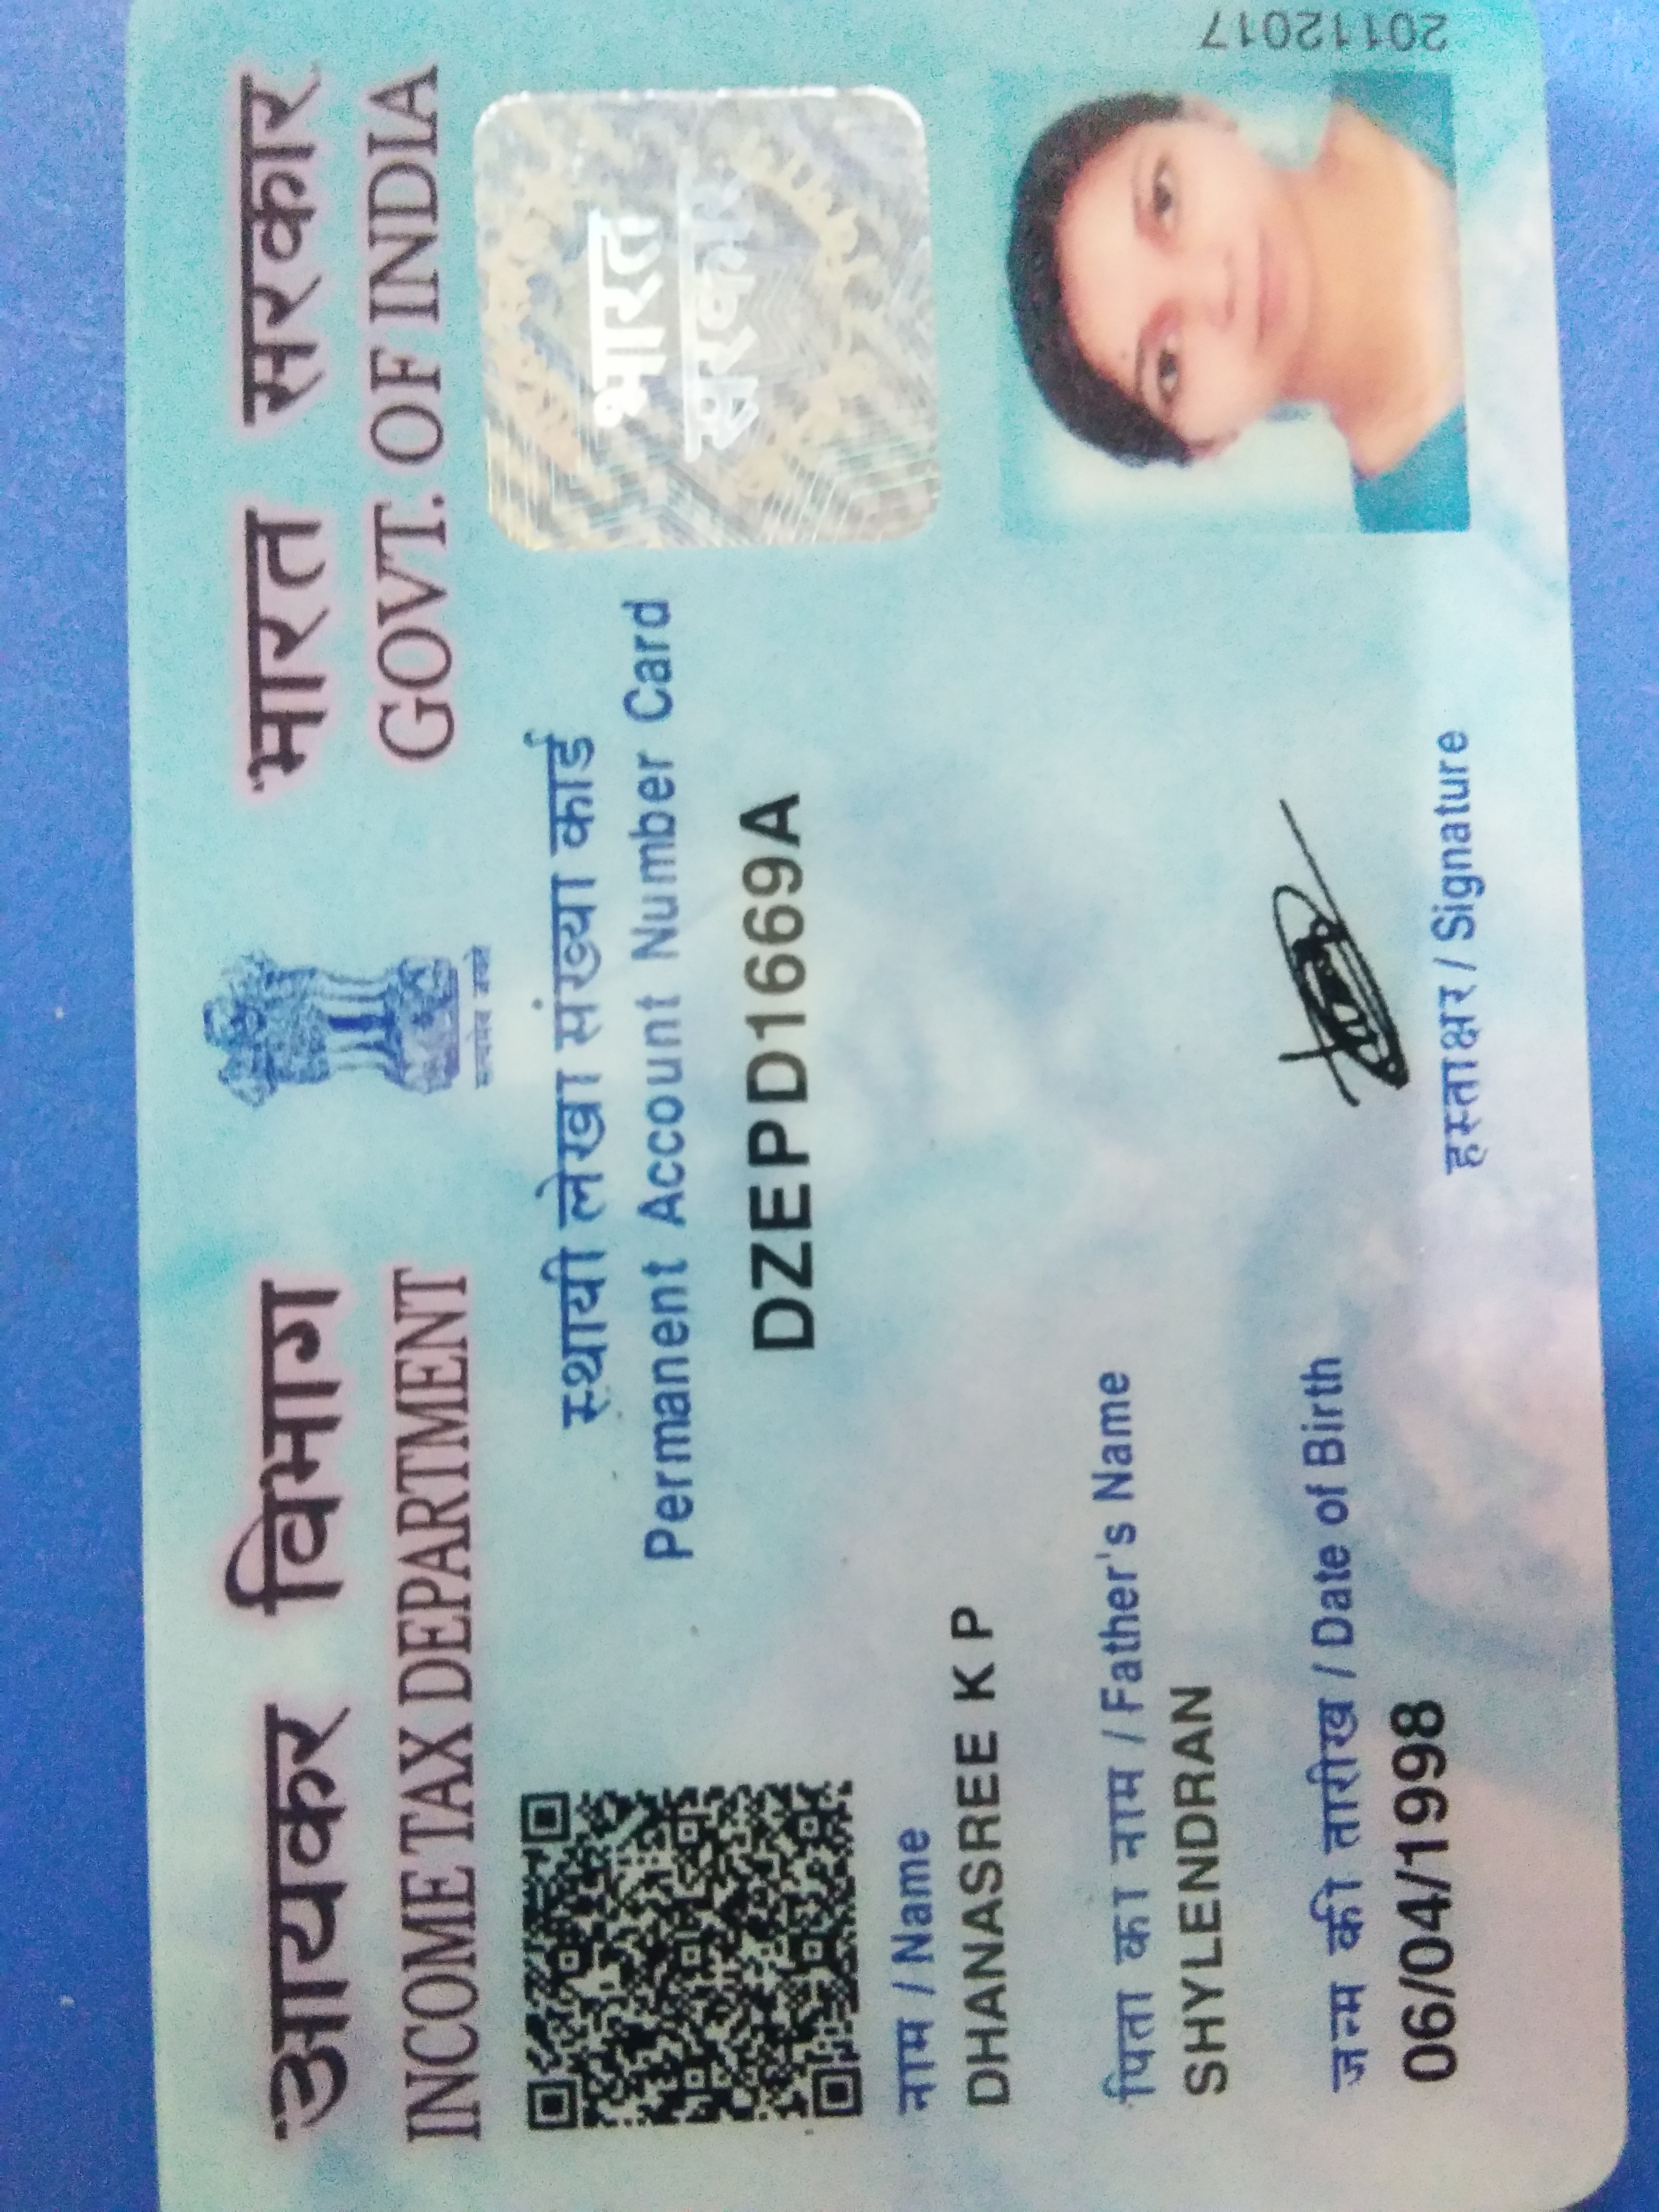 आयकर विभाग
INCOME TAX DEPARTMENT
सत्यमेव जयते
भारत सरकार
GOVT. OF INDIA
स्थायी लेखा संख्या कार्ड
Permanent Account Number Card
DZEPD1669A
भारत
सरकार
नाम / Name
DHANASREE K P
पिता का नाम / Father's Name
SHYLENDRAN
जन्म की तारीख / Date of Birth
06/04/1998
हस्ताक्षर / Signature
20112017